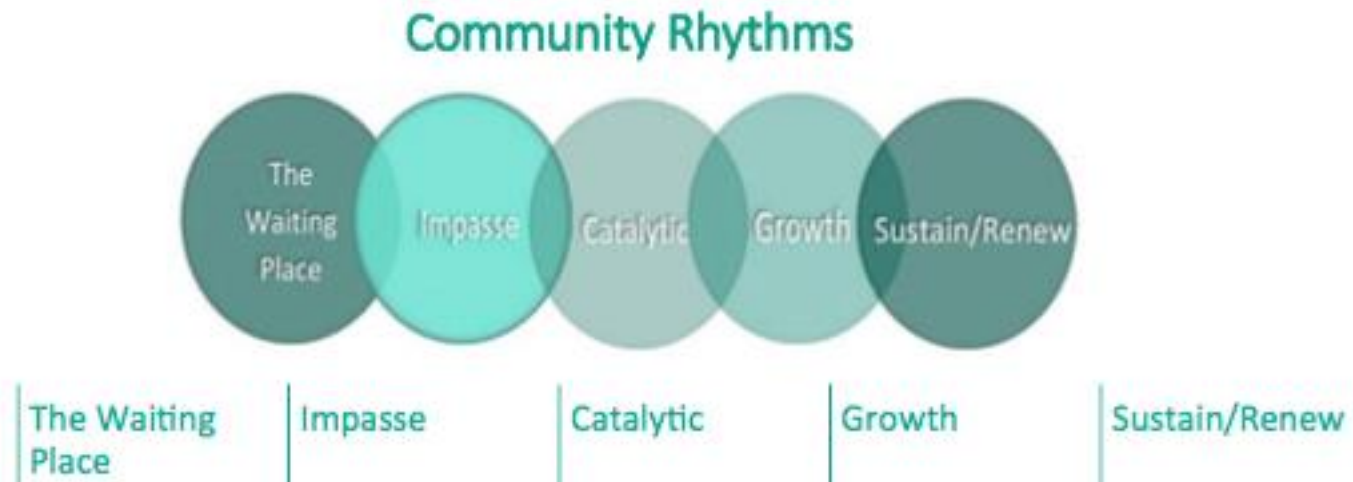 Community Rhythms
The
Waiting
Place
Impasse
Catalytic
Growth
Sustain/Renew
The Waiting
Place
Impasse
Catalytic
Growth
Sustain/Renew